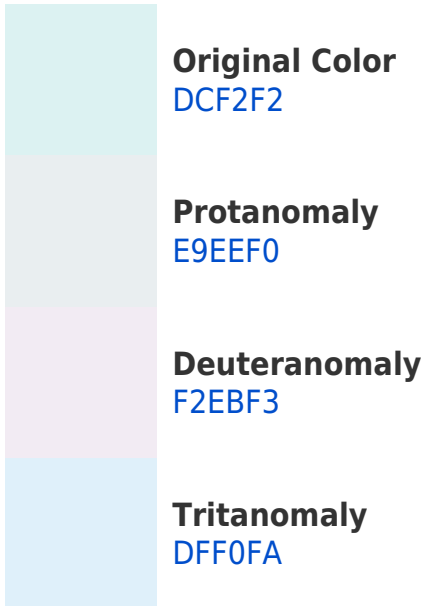 Original Color
DCF2F2
Protanomaly
E9EEF0
Deuteranomaly
F2EBF3
Tritanomaly
DFF0FA